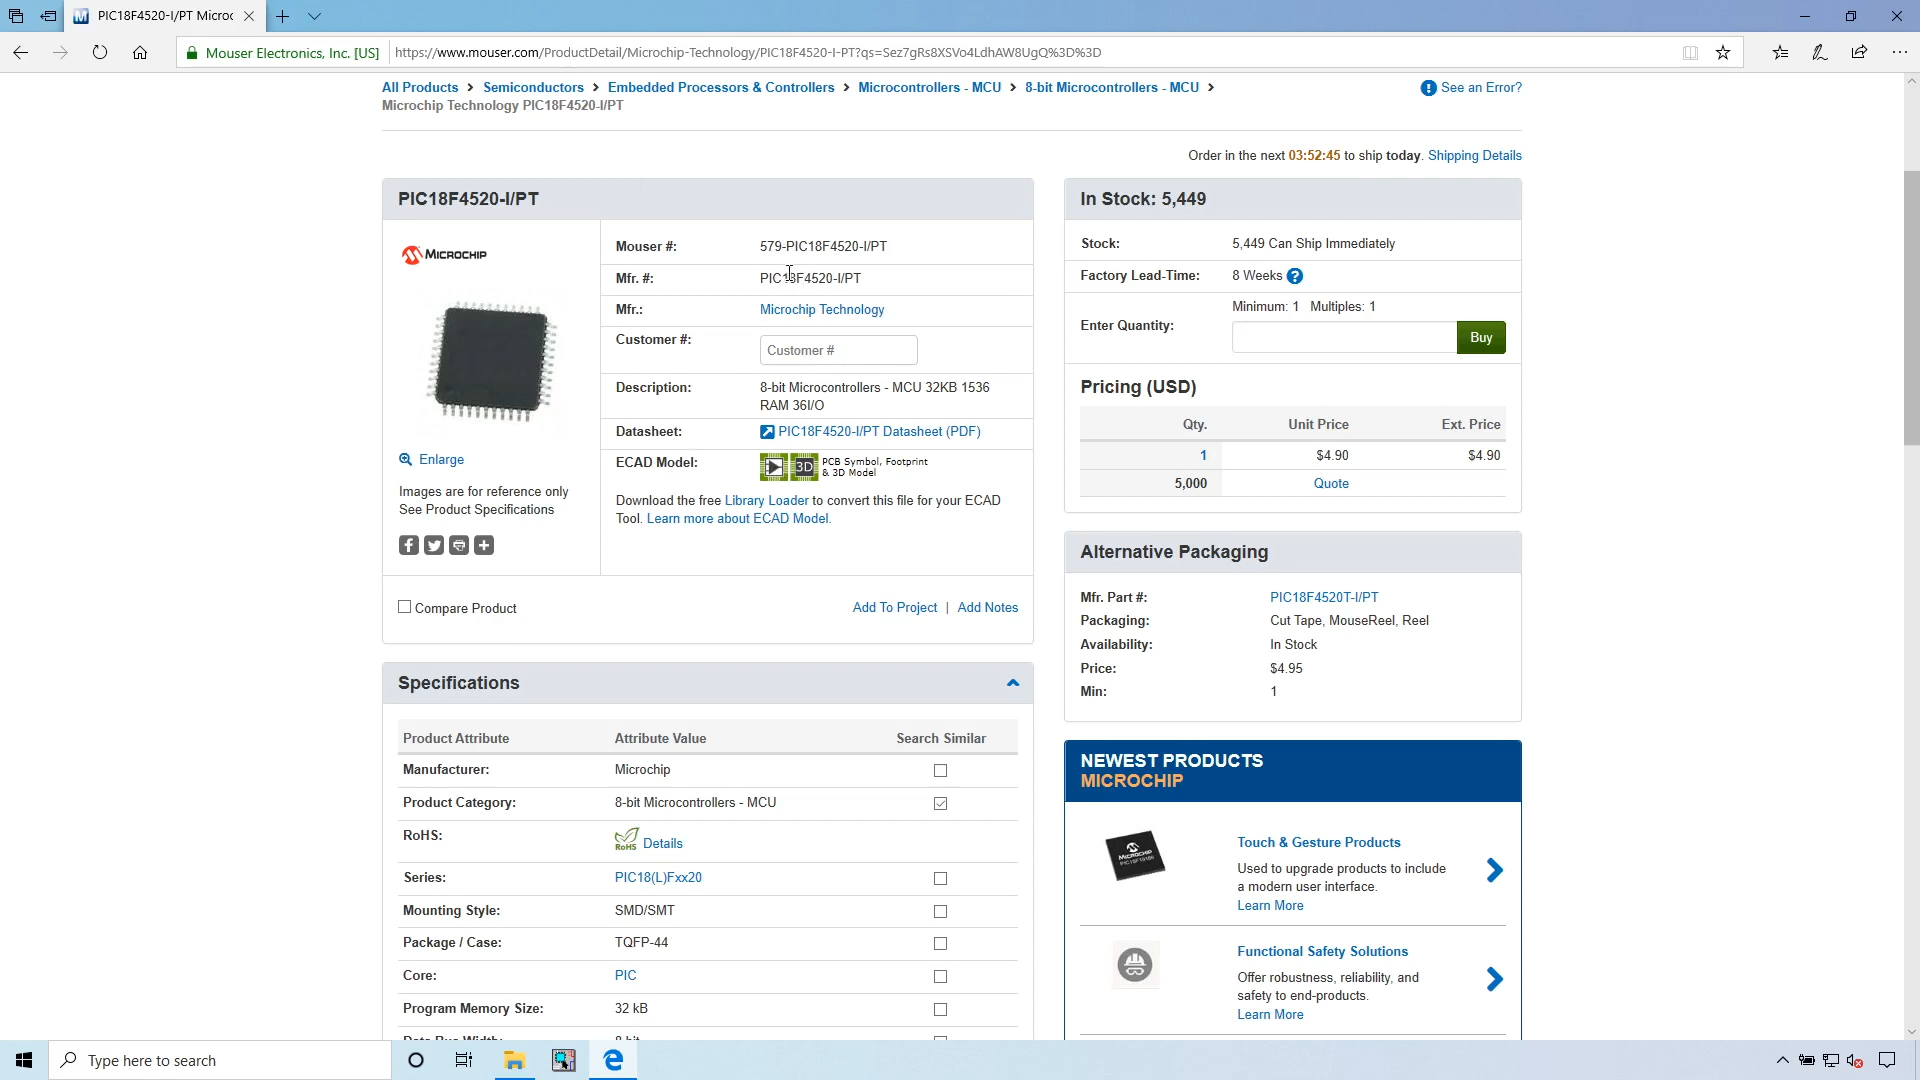 PIC18F4520-I/PT Microc
Mouser Electronics, Inc. [US]
https://www.mouser.com/ProductDetail/Microchip-Technology/PIC18F4520-I-PT?qs=Sez7gRs8XSVo4LdhAW8UgQ%3D%3D
All Products > Semiconductors > Embedded Processors & Controllers > Microcontrollers - MCU > 8-bit Microcontrollers - MCU >
Microchip Technology PIC18F4520-I/PT
See an Error?
Order in the next 03:52:45 to ship today. Shipping Details
PIC18F4520-I/PT
MICROCHIP
Enlarge
Images are for reference only
See Product Specifications
Mouser #: 579-PIC18F4520-I/PT
Mfr. #: PIC18F4520-I/PT
Mfr.: Microchip Technology
Customer #: Customer #
Description: 8-bit Microcontrollers - MCU 32KB 1536
RAM 36I/O
Datasheet: PIC18F4520-I/PT Datasheet (PDF)
ECAD Model: 3D PCB Symbol, Footprint
& 3D Model
Download the free Library Loader to convert this file for your ECAD
Tool. Learn more about ECAD Model.
Compare Product
Add To Project | Add Notes
In Stock: 5,449
Stock: 5,449 Can Ship Immediately
Factory Lead-Time: 8 Weeks ?
Minimum: 1 Multiples: 1
Enter Quantity:
Buy
Pricing (USD)
Qty. Unit Price Ext. Price
1 $4.90 $4.90
5,000 Quote
Alternative Packaging
Mfr. Part #: PIC18F4520T-I/PT
Packaging: Cut Tape, MouseReel, Reel
Availability: In Stock
Price: $4.95
Min: 1
Specifications
Product Attribute Attribute Value Search Similar
Manufacturer: Microchip
Product Category: 8-bit Microcontrollers - MCU
RoHS: RoHS Details
Series: PIC18(L)Fxx20
Mounting Style: SMD/SMT
Package / Case: TQFP-44
Core: PIC
Program Memory Size: 32 kB
Data Bus Width: 8 bit
NEWEST PRODUCTS
MICROCHIP
Touch & Gesture Products
Used to upgrade products to include
a modern user interface.
Learn More
Functional Safety Solutions
Offer robustness, reliability, and
safety to end-products.
Learn More
Type here to search